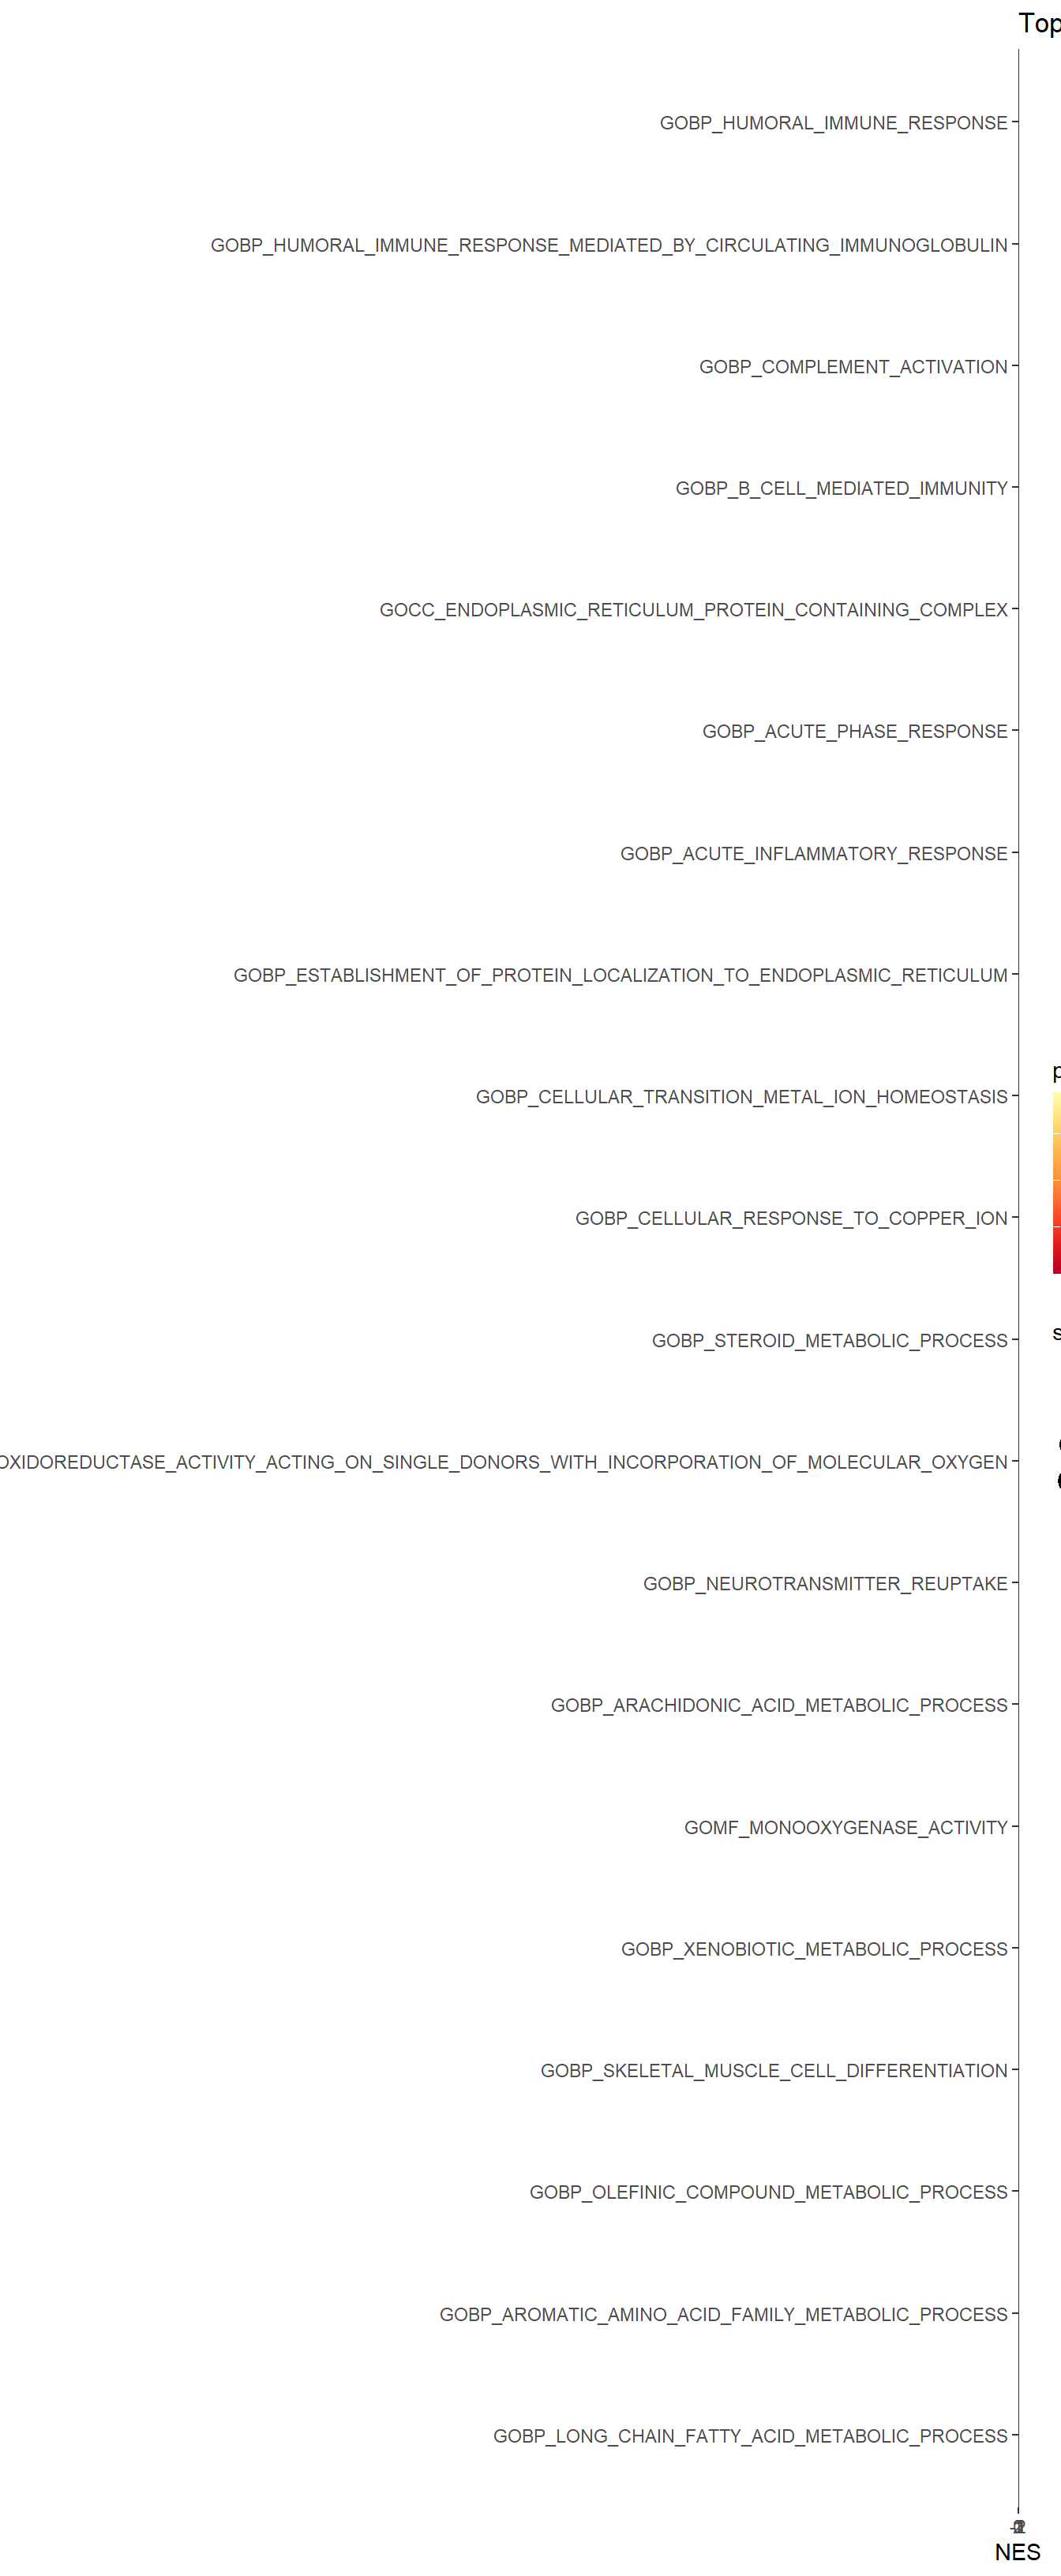 Top
GOBP_HUMORAL_IMMUNE_RESPONSE
GOBP_HUMORAL_IMMUNE_RESPONSE_MEDIATED_BY_CIRCULATING_IMMUNOGLOBULIN
GOBP_COMPLEMENT_ACTIVATION
GOBP_B_CELL_MEDIATED_IMMUNITY
GOCC_ENDOPLASMIC_RETICULUM_PROTEIN_CONTAINING_COMPLEX
GOBP_ACUTE_PHASE_RESPONSE
GOBP_ACUTE_INFLAMMATORY_RESPONSE
GOBP_ESTABLISHMENT_OF_PROTEIN_LOCALIZATION_TO_ENDOPLASMIC_RETICULUM
p
GOBP_CELLULAR_TRANSITION_METAL_ION_HOMEOSTASIS
GOBP_CELLULAR_RESPONSE_TO_COPPER_ION
s
GOBP_STEROID_METABOLIC_PROCESS
OXIDOREDUCTASE_ACTIVITY_ACTING_ON_SINGLE_DONORS_WITH_INCORPORATION_OF_MOLECULAR_OXYGEN
GOBP_NEUROTRANSMITTER_REUPTAKE
GOBP_ARACHIDONIC_ACID_METABOLIC_PROCESS
GOMF_MONOOXYGENASE_ACTIVITY
GOBP_XENOBIOTIC_METABOLIC_PROCESS
GOBP_SKELETAL_MUSCLE_CELL_DIFFERENTIATION
GOBP_OLEFINIC_COMPOUND_METABOLIC_PROCESS
GOBP_AROMATIC_AMINO_ACID_FAMILY_METABOLIC_PROCESS
GOBP_LONG_CHAIN_FATTY_ACID_METABOLIC_PROCESS
NES